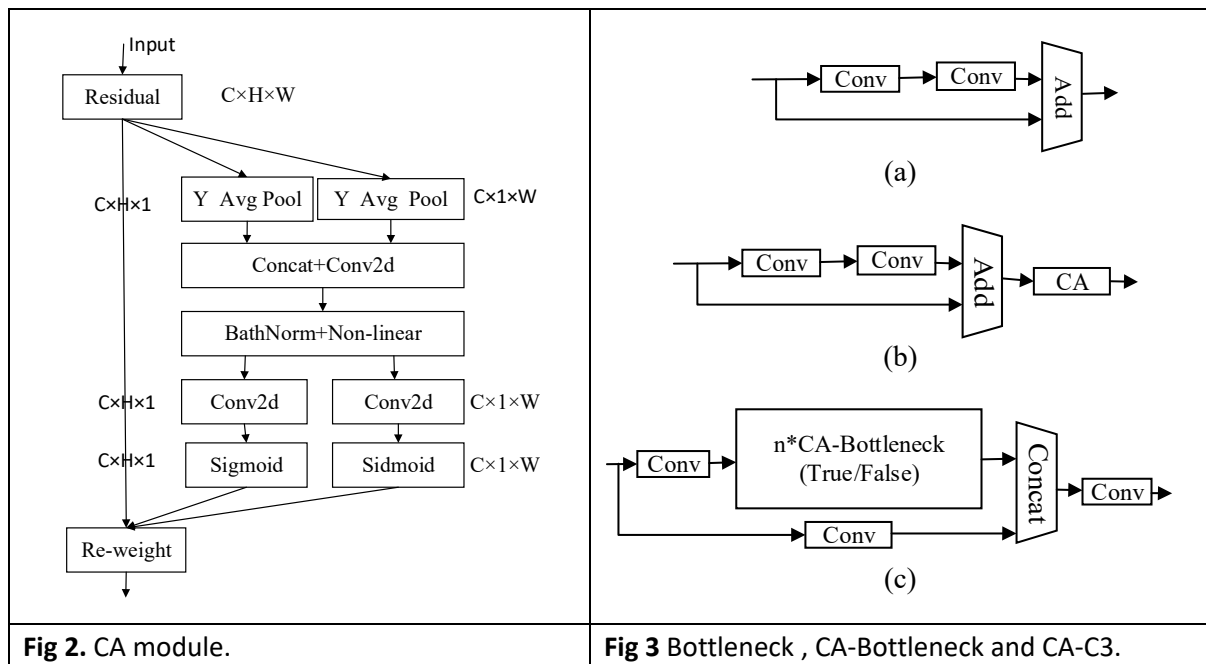 Input
Residual
C×H×W
C×H×1
Y Avg Pool
Y Avg Pool
C×1×W
Concat+Conv2d
BathNorm+Non-linear
C×H×1
Conv2d
Conv2d
C×1×W
C×H×1
Sigmoid
Sidmoid
C×1×W
Re-weight
Fig 2. CA module.
Conv
Conv
Add
(a)
Conv
Conv
Add
CA
(b)
Conv
n*CA-Bottleneck
(True/False)
Concat
Conv
Conv
(c)
Fig 3 Bottleneck , CA-Bottleneck and CA-C3.